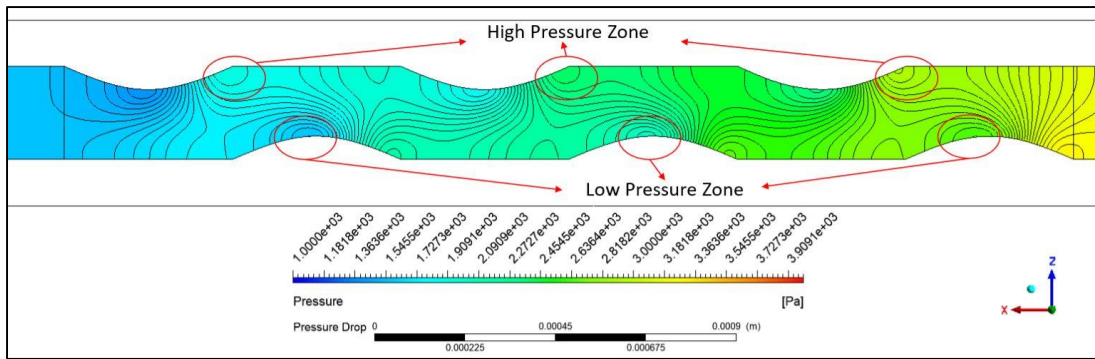 High Pressure Zone
Low Pressure Zone
1.0000e+03
1.1818e+03
1.3636e+03
1.5455e+03
1.7273e+03
1.9091e+03
2.0909e+03
2.2727e+03
2.4545e+03
2.6364e+03
2.8182e+03
3.0000e+03
3.1818e+03
3.3636e+03
3.5455e+03
3.7273e+03
3.9091e+03
Pressure [Pa]
Pressure Drop 0 0.00045 0.0009 (m)
0.000225 0.000675
Z
X